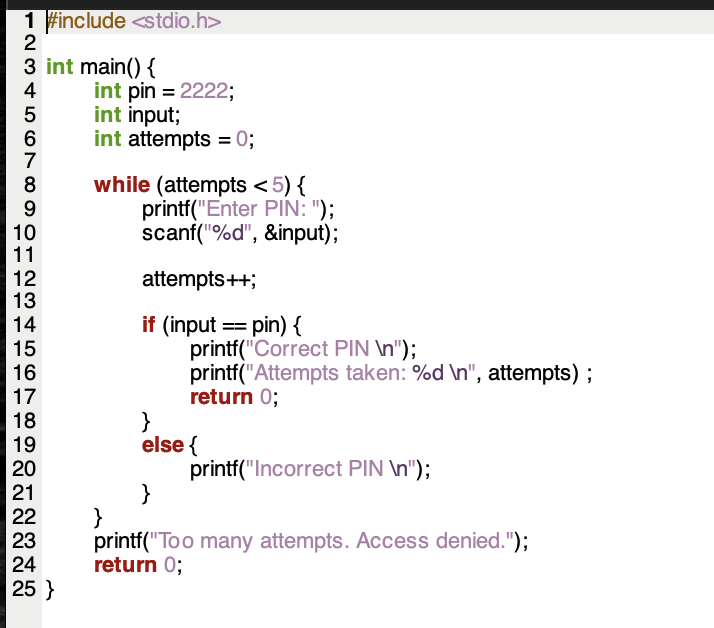 1 #include <stdio.h>
2
3 int main() {
4 int pin = 2222;
5 int input;
6 int attempts = 0;
7
8 while (attempts < 5) {
9 printf("Enter PIN: ");
10 scanf("%d", &input);
11
12 attempts++;
13
14 if (input == pin) {
15 printf("Correct PIN \n");
16 printf("Attempts taken: %d \n", attempts) ;
17 return 0;
18 }
19 else {
20 printf("Incorrect PIN \n");
21 }
22 }
23 printf("Too many attempts. Access denied.");
24 return 0;
25 }